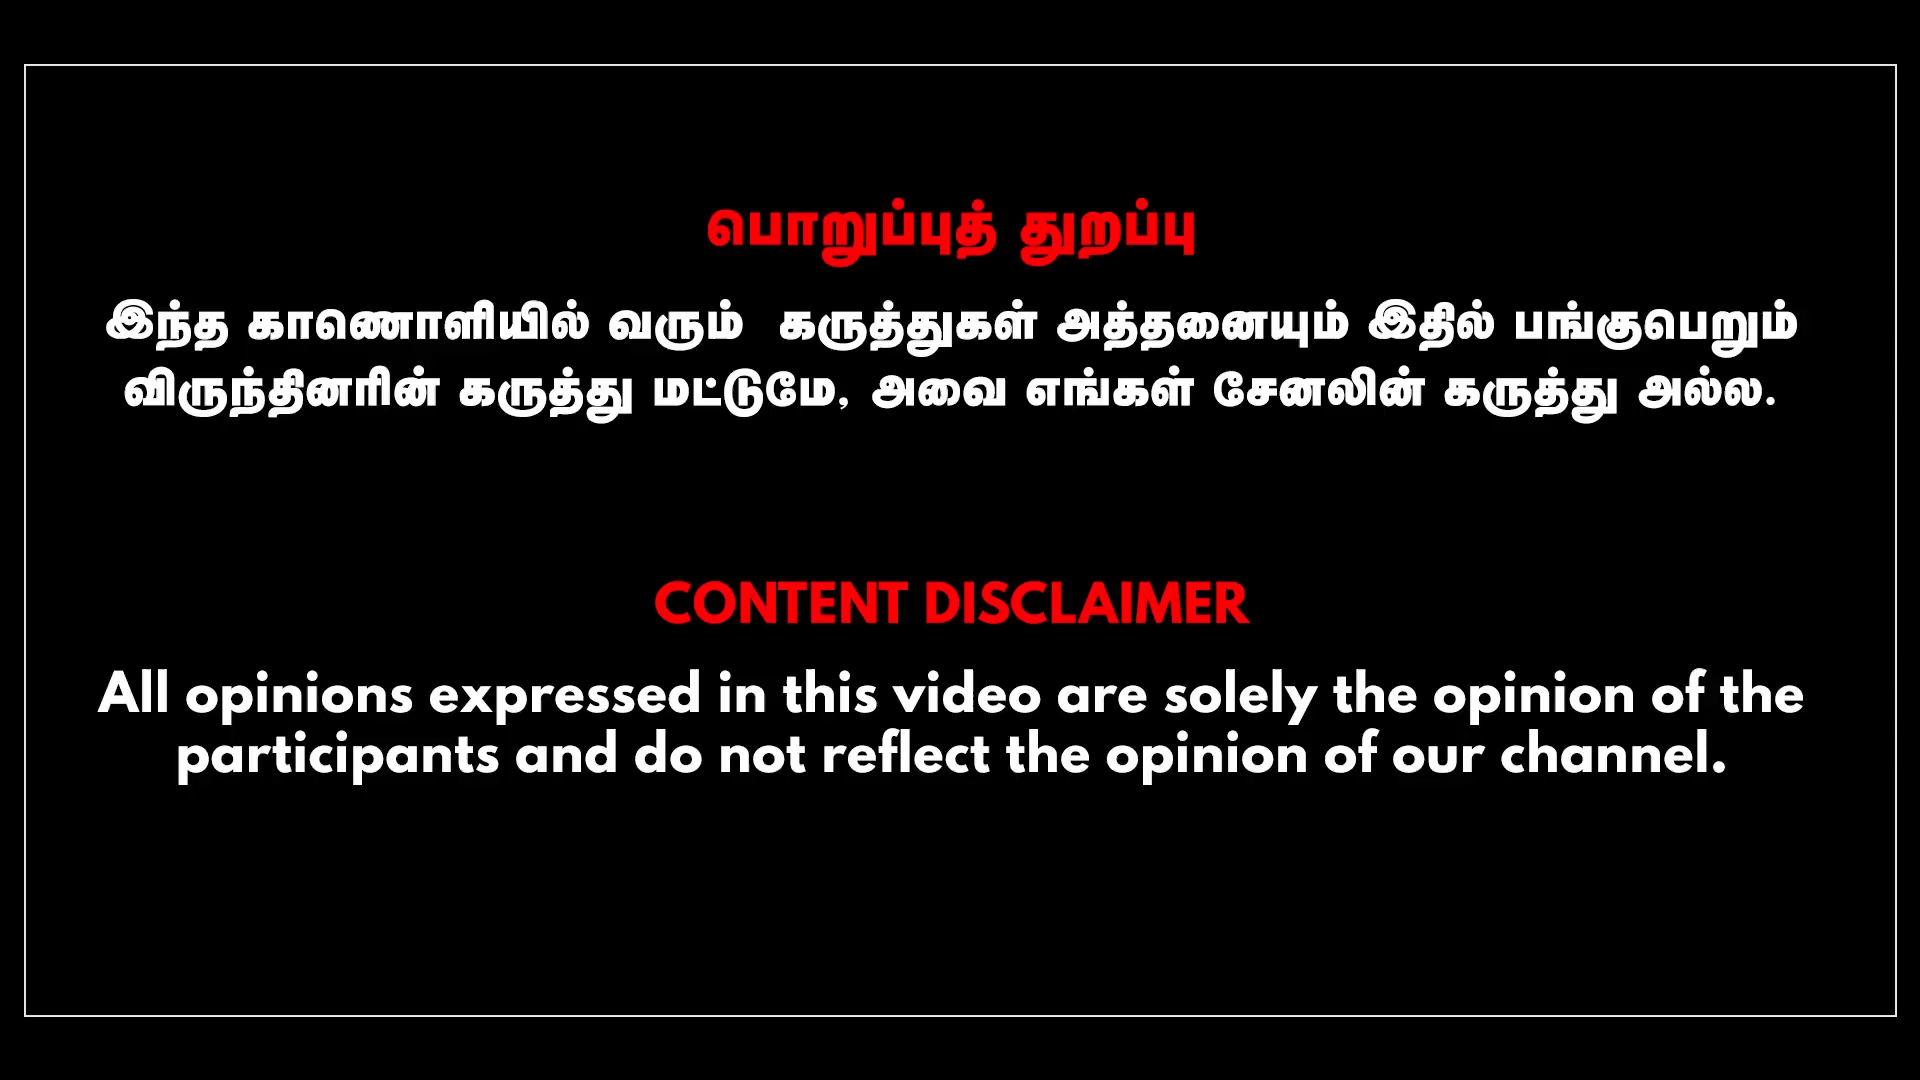 பொறுப்புத் துறப்பு
இந்த காணொளியில் வரும் கருத்துகள் அத்தனையும் இதில் பங்குபெறும்
விருந்தினரின் கருத்து மட்டுமே, அவை எங்கள் சேனலின் கருத்து அல்ல.
CONTENT DISCLAIMER
All opinions expressed in this video are solely the opinion of the
participants and do not reflect the opinion of our channel.